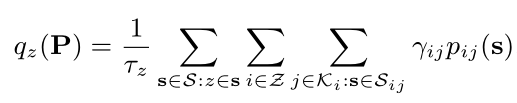 $$q_z(\mathbf{P}) = \frac{1}{\tau_z} \sum_{\mathbf{s} \in \mathcal{S} : z \in \mathbf{s}} \sum_{i \in \mathcal{Z}} \sum_{j \in \mathcal{K}_i : \mathbf{s} \in \mathcal{S}_{ij}} \gamma_{ij} p_{ij}(\mathbf{s})$$